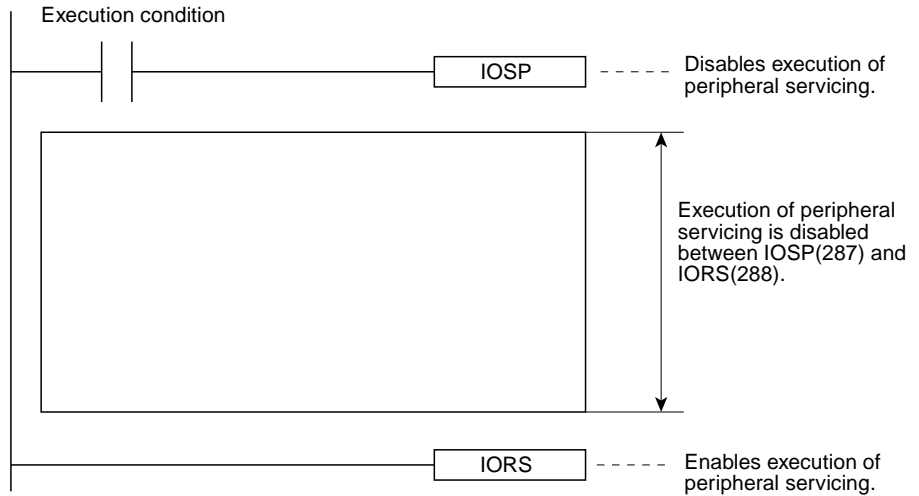 Execution condition
IOSP
Disables execution of
peripheral servicing.
Execution of peripheral
servicing is disabled
between IOSP(287) and
IORS(288).
IORS
Enables execution of
peripheral servicing.